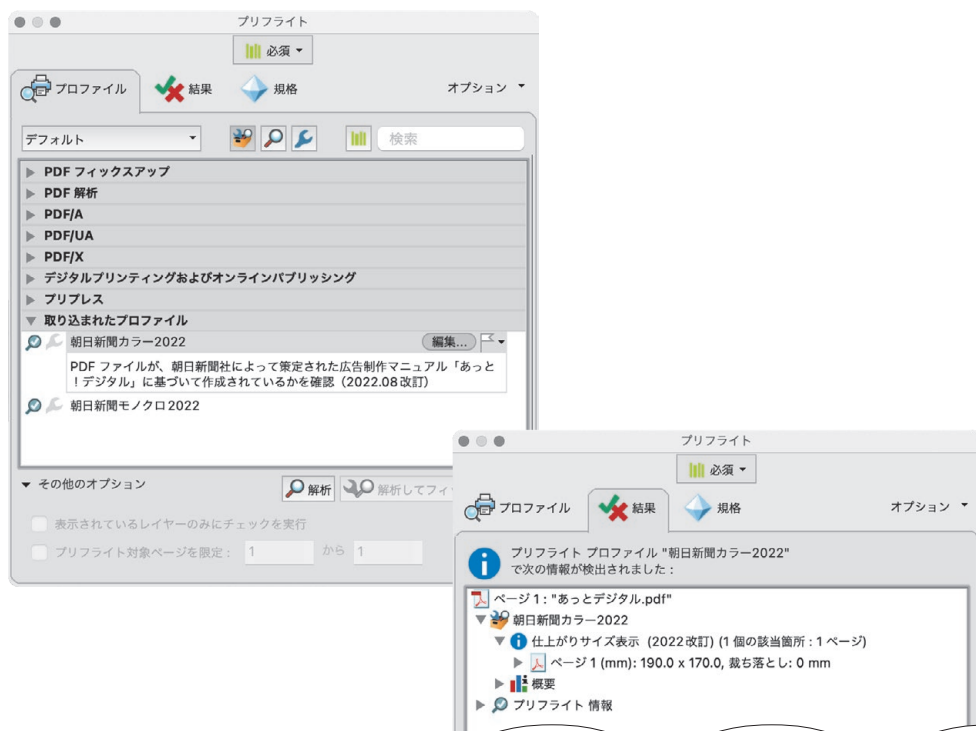 プリフライト
必須
プロファイル
結果
規格
オプション
デフォルト
検索
PDF フィックスアップ
PDF 解析
PDF/A
PDF/UA
PDF/X
デジタルプリンティングおよびオンラインパブリッシング
プリプレス
取り込まれたプロファイル
朝日新聞カラー2022
編集...
PDF ファイルが、朝日新聞社によって策定された広告制作マニュアル「あっと
！デジタル」に基づいて作成されているかを確認（2022.08改訂）
朝日新聞モノクロ2022
その他のオプション
解析
解析してフィ
表示されているレイヤーのみにチェックを実行
プリフライト対象ページを限定： 1 から 1
プリフライト
必須
プロファイル
結果
規格
オプション
プリフライト プロファイル "朝日新聞カラー2022"
で次の情報が検出されました：
ページ 1："あっとデジタル.pdf"
朝日新聞カラー2022
仕上がりサイズ表示（2022改訂）(1 個の該当箇所：1 ページ)
ページ 1 (mm): 190.0 x 170.0, 裁ち落とし: 0 mm
概要
プリフライト 情報